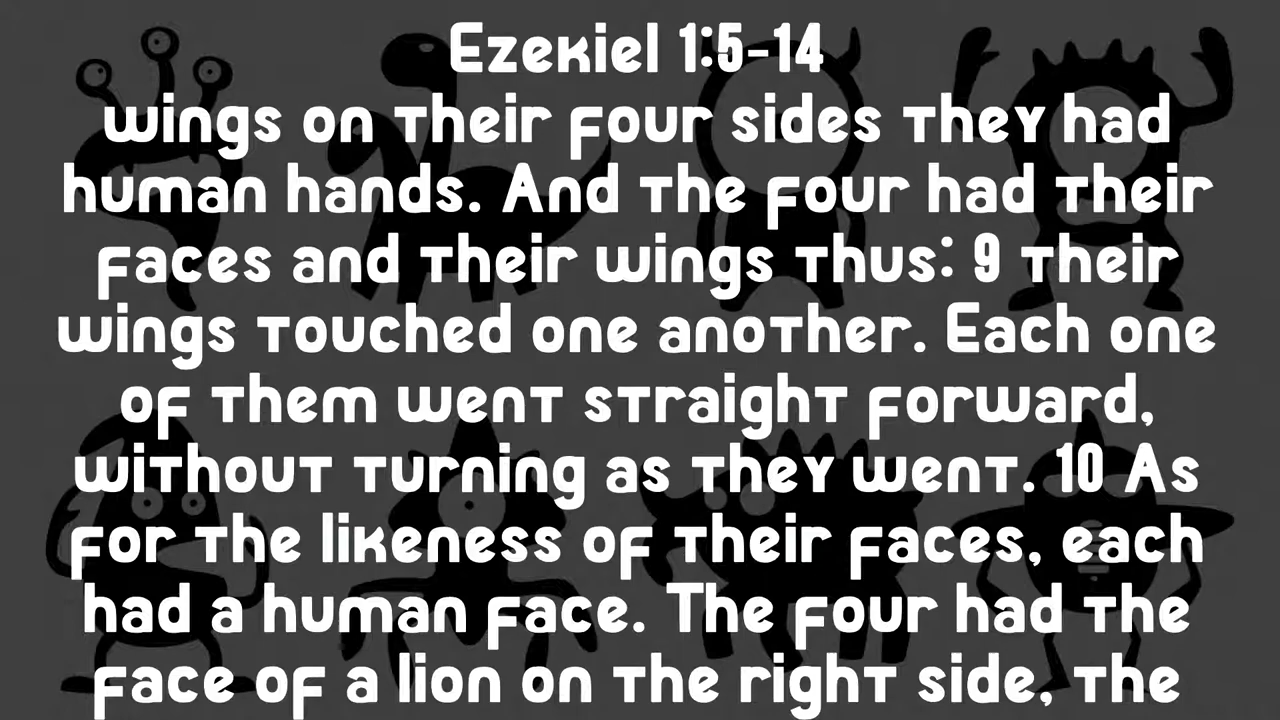 Ezekiel 1:5-14
wings on their four sides they had
human hands. And the four had their
faces and their wings thus: 9 their
wings touched one another. Each one
of them went straight forward,
without turning as they went. 10 As
for the likeness of their faces, each
had a human face. The four had the
face of a lion on the right side, the